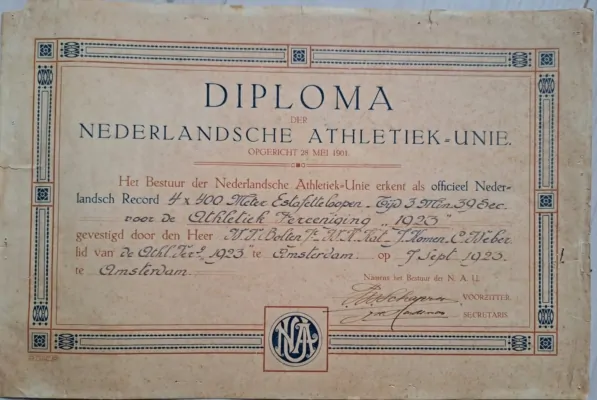 DIPLOMA
DER
NEDERLANDSCHE ATHLETIEK-UNIE.
OPGERICHT 28 MEI 1901.
Het Bestuur der Nederlandsche Athletiek-Unie erkent als officieel Neder-
landsch Record 4 x 400 Meter Estafetteloopen. Tijd 3 Min. 39 Sec.
voor de Athletiek Vereeniging "1923"
gevestigd door den Heer
lid van de Athl. Ver. "1923" te Amsterdam. op 7 Sept. 1923.
te Amsterdam.
Namens het Bestuur der N. A. U.
VOORZITTER.
SECRETARIS.
NAU